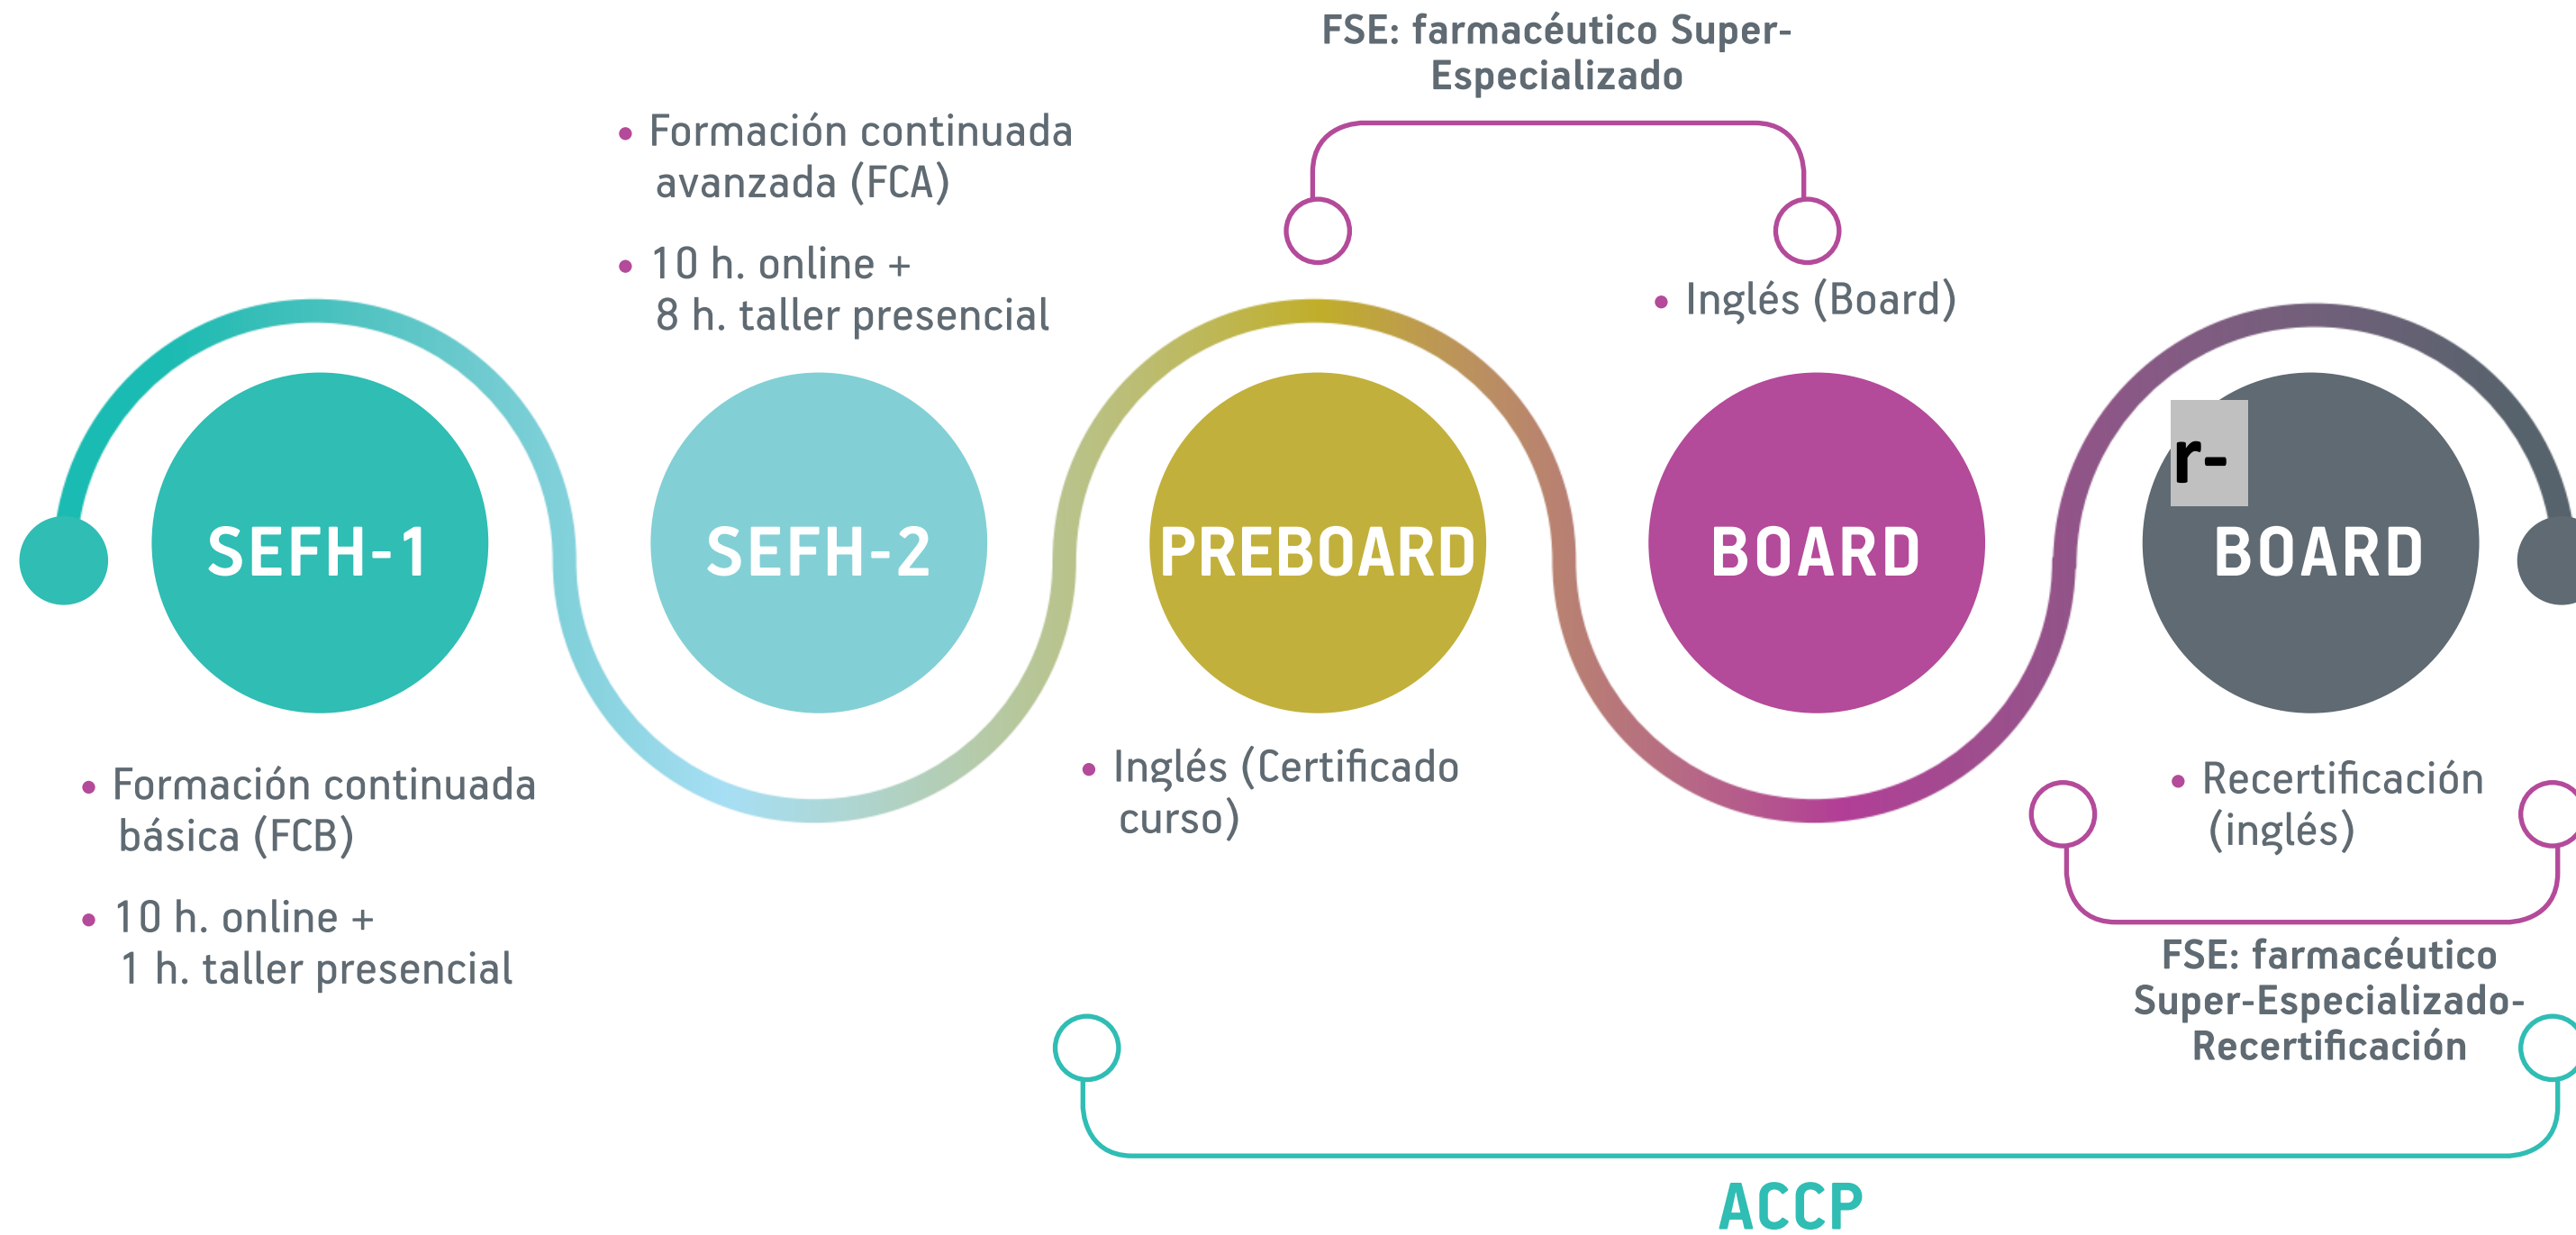 FSE: farmacéutico Super-
Especializado
• Formación continuada
avanzada (FCA)
• 10 h. online +
8 h. taller presencial
• Inglés (Board)
SEFH-1
SEFH-2
PREBOARD
BOARD
r-
BOARD
• Formación continuada
básica (FCB)
• 10 h. online +
1 h. taller presencial
• Inglés (Certificado
curso)
• Recertificación
(inglés)
FSE: farmacéutico
Super-Especializado-
Recertificación
ACCP